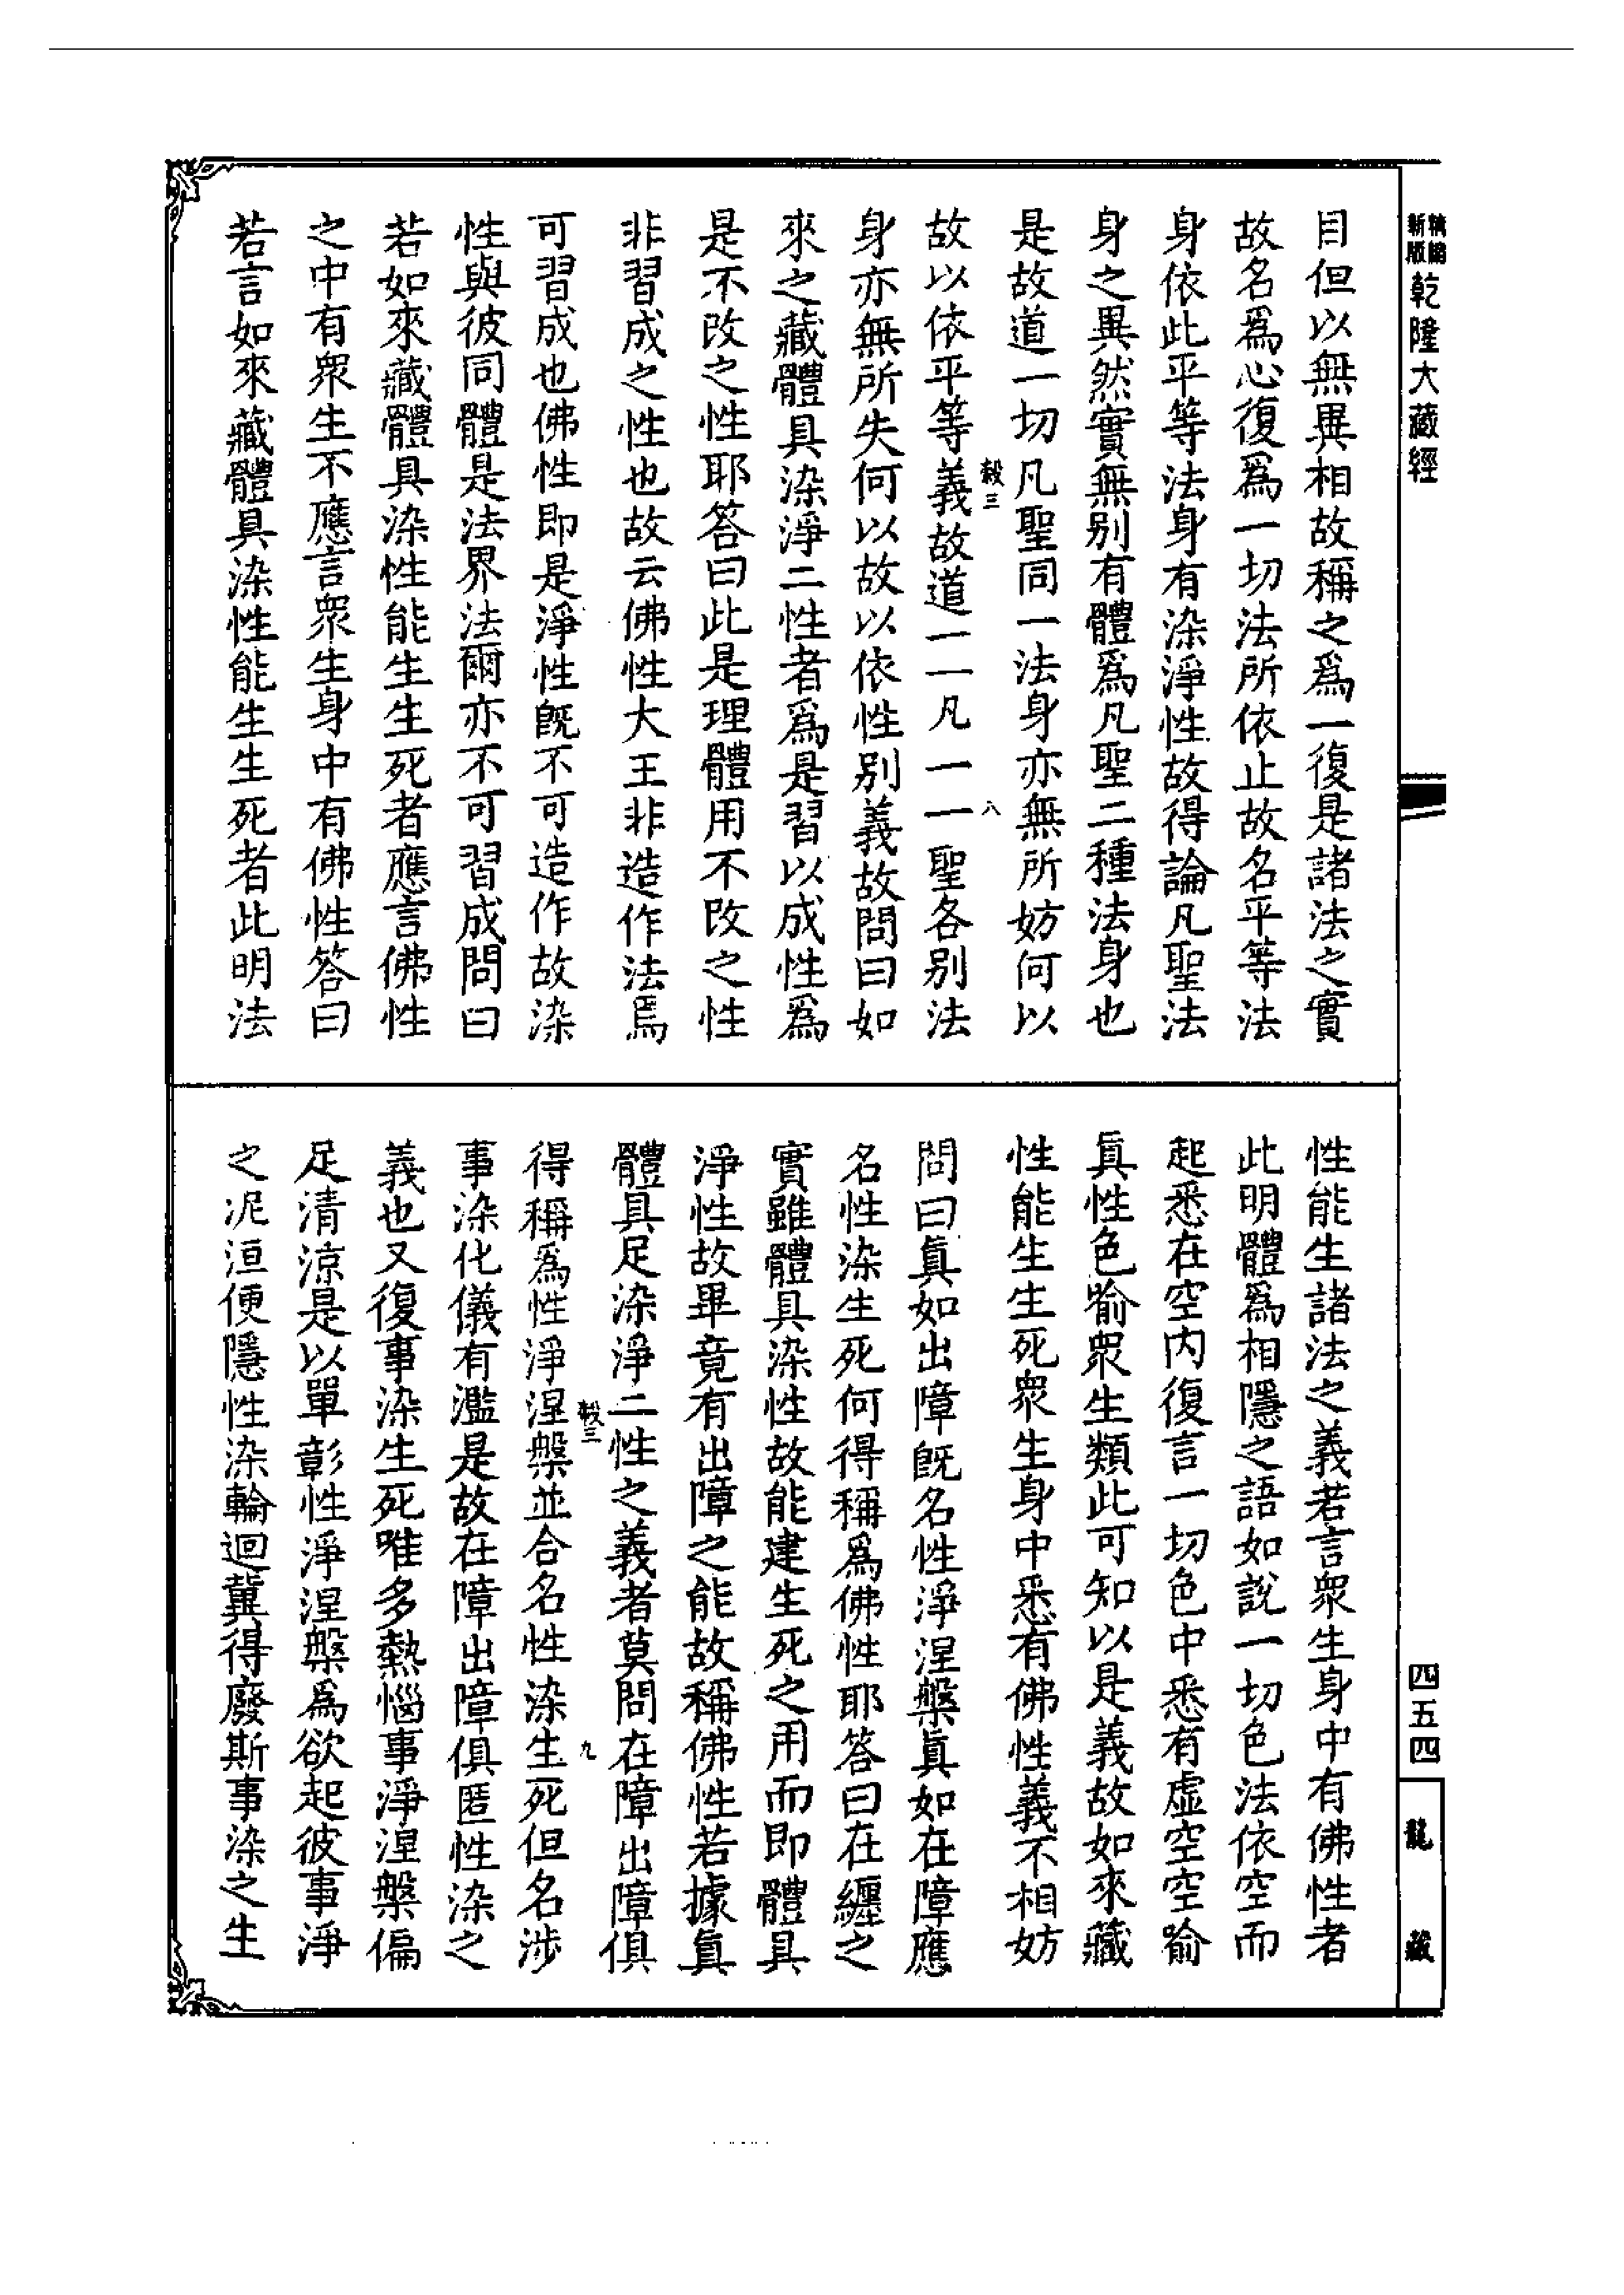 精編
新版
乾隆大藏經
目但以無異相故稱之爲一復是諸法之實
故名爲心復爲一切法所依止故名平等法
身依此平等法身有染淨性故得論凡聖法
身之異然實無別有體爲凡聖二種法身也
是故道一切凡聖同一法身亦無所妨何以
穀三
八
故以依平等義故道一一凡一一聖各別法
身亦無所失何以故以依性別義故問曰如
來之藏體具染淨二性者爲是習以成性爲
是不改之性耶答曰此是理體用不改之性
非習成之性也故云佛性大王非造作法焉
可習成也佛性即是淨性既不可造作故染
性與彼同體是法界法爾亦不可習成問曰
若如來藏體具染性能生生死者應言佛性
之中有衆生不應言衆生身中有佛性答曰
若言如來藏體具染性能生生死者此明法
性能生諸法之義若言衆生身中有佛性者
此明體爲相隱之語如說一切色法依空而
起悉在空內復言一切色中悉有虛空空喻
真性色喻衆生類此可知以是義故如來藏
性能生生死衆生身中悉有佛性義不相妨
問曰眞如出障既名性淨涅槃眞如在障應
名性染生死何得稱爲佛性耶答曰在纏之
實雖體具染性故能建生死之用而即體具
淨性故畢竟有出障之能故稱佛性若據眞
體具足染淨二性之義者莫問在障出障俱
穀三
九
得稱爲性淨涅槃並合名性染生死但名涉
事染化儀有濫是故在障出障俱匿性染之
義也又復事染生死唯多熱惱事淨涅槃偏
足清涼是以單彰性淨涅槃爲欲起彼事淨
之泥洹便隱性染輪迴冀得廢斯事染之生
四五四
龍藏